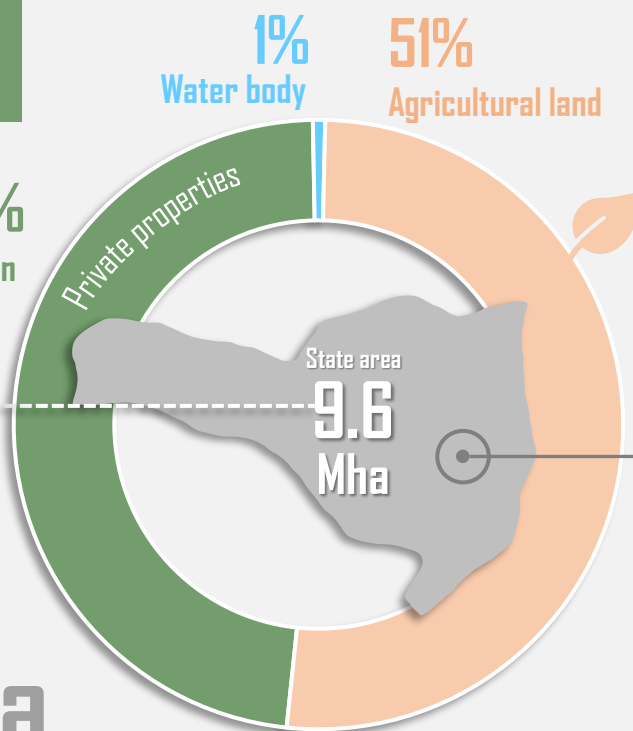 1%
Water body
51%
Agricultural land
%
n
Private properties
State area
9.6
Mha
a